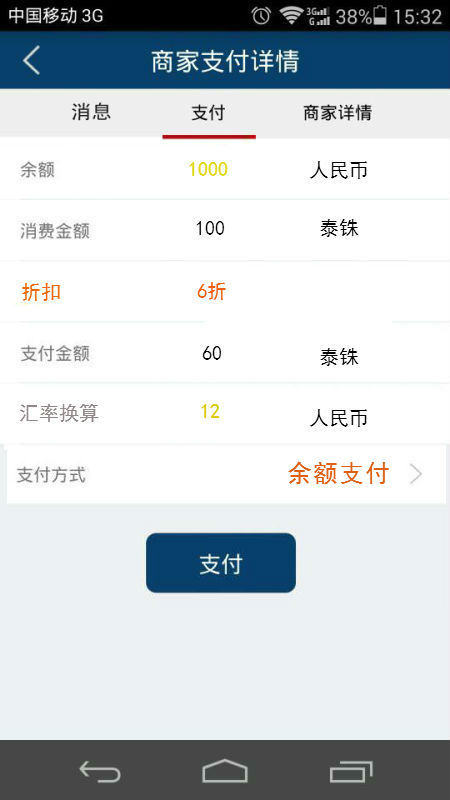 中国移动 3G 3G G 38% 15:32
商家支付详情
消息 支付 商家详情
余额 1000 人民币
消费金额 100 泰铢
折扣 6折
支付金额 60 泰铢
汇率换算 12 人民币
支付方式 余额支付
支付